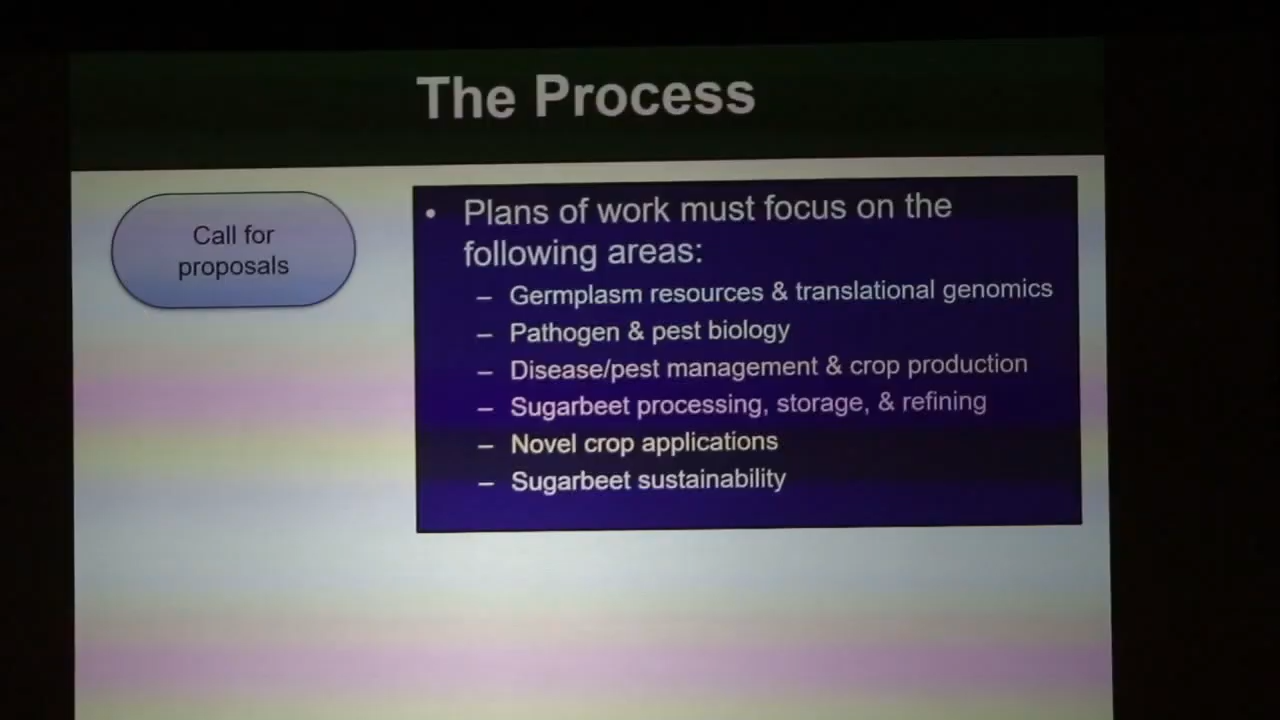 The Process
Call for
proposals
• Plans of work must focus on the
following areas:
– Germplasm resources & translational genomics
– Pathogen & pest biology
– Disease/pest management & crop production
– Sugarbeet processing, storage, & refining
– Novel crop applications
– Sugarbeet sustainability